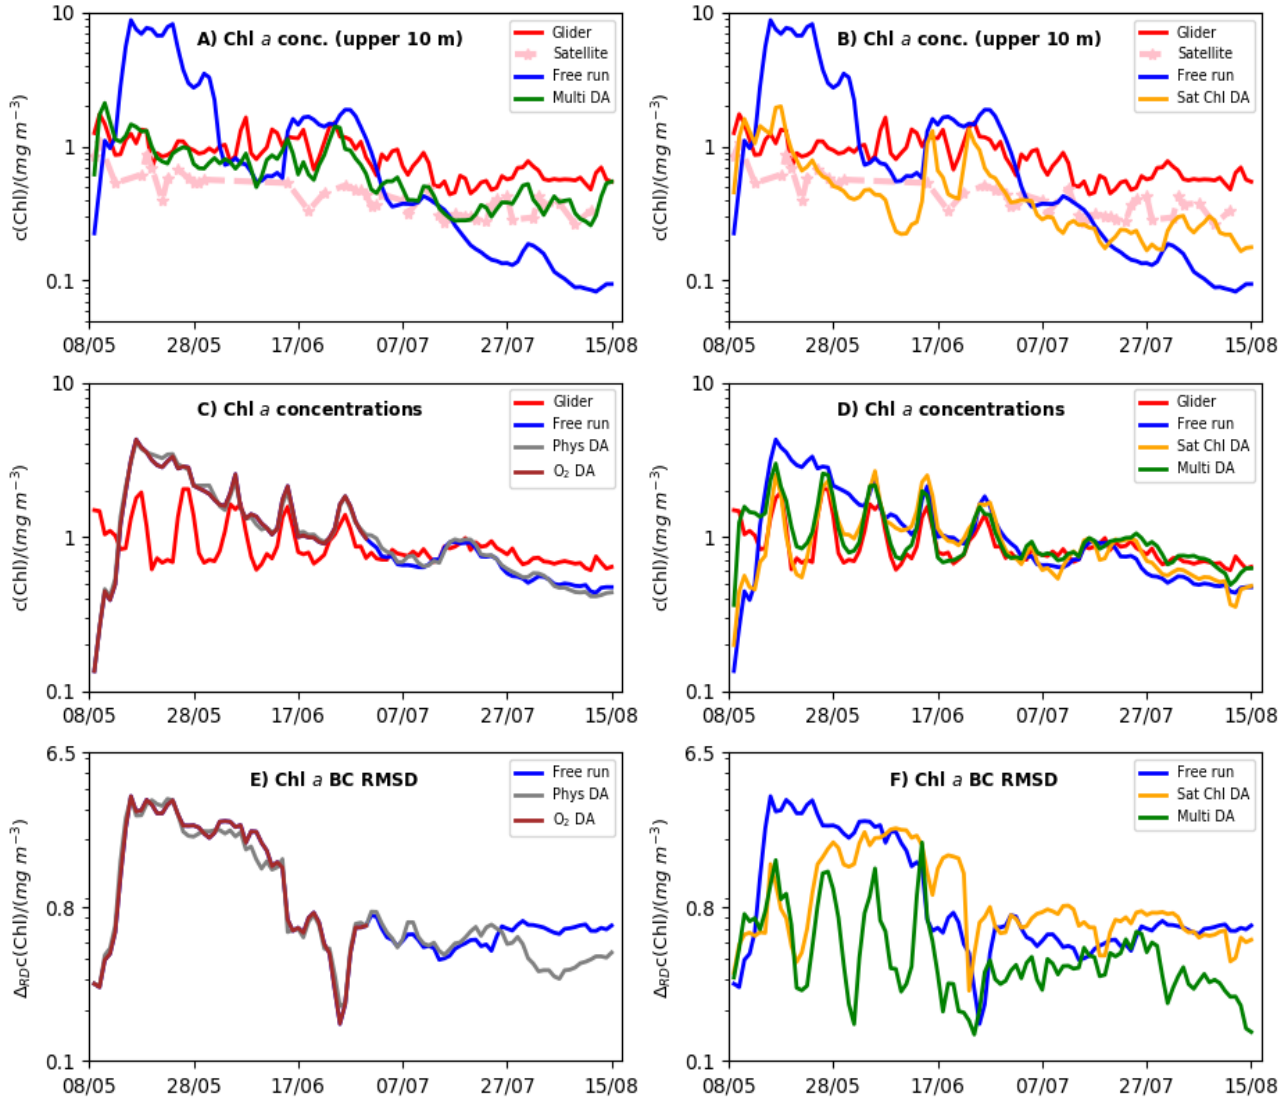 A) Chl a conc. (upper 10 m)
Glider
Satellite
Free run
Multi DA
c(Chl)/(mg m⁻³)
10
1
0.1
08/05 28/05 17/06 07/07 27/07 15/08
B) Chl a conc. (upper 10 m)
Glider
Satellite
Free run
Sat Chl DA
c(Chl)/(mg m⁻³)
10
1
0.1
08/05 28/05 17/06 07/07 27/07 15/08
C) Chl a concentrations
Glider
Free run
Phys DA
O₂ DA
c(Chl)/(mg m⁻³)
10
1
0.1
08/05 28/05 17/06 07/07 27/07 15/08
D) Chl a concentrations
Glider
Free run
Sat Chl DA
Multi DA
c(Chl)/(mg m⁻³)
10
1
0.1
08/05 28/05 17/06 07/07 27/07 15/08
E) Chl a BC RMSD
Free run
Phys DA
O₂ DA
Δ_RD c(Chl)/(mg m⁻³)
6.5
0.8
0.1
08/05 28/05 17/06 07/07 27/07 15/08
F) Chl a BC RMSD
Free run
Sat Chl DA
Multi DA
Δ_RD c(Chl)/(mg m⁻³)
6.5
0.8
0.1
08/05 28/05 17/06 07/07 27/07 15/08